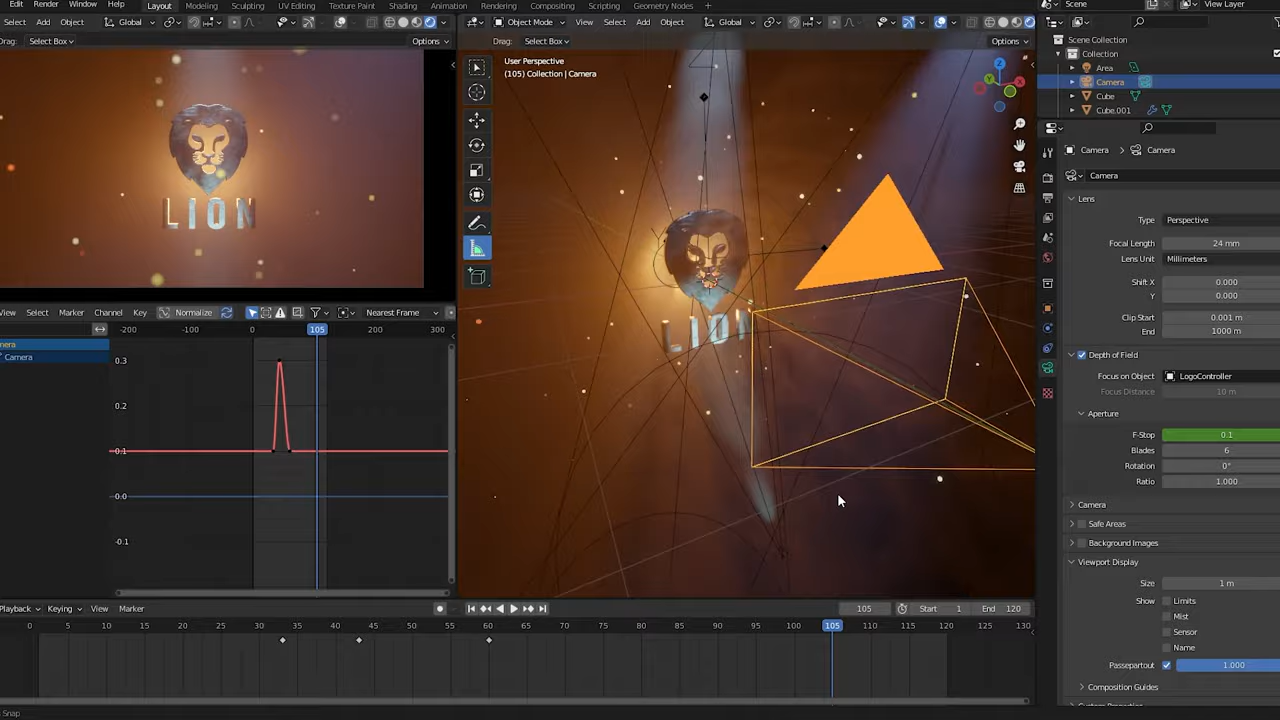 Edit Render Window Help Layout Modeling Sculpting UV Editing Texture Paint Shading Animation Rendering Compositing Scripting Geometry Nodes Scene View Layer
Select Add Object Global Object Mode View Select Add Object Global
Drag: Select Box Options Drag: Select Box Options
Scene Collection
Collection
Area
Camera
Cube
Cube.001
User Perspective
(105) Collection | Camera
LION
LION
Camera Camera
Camera
Lens
Type Perspective
Focal Length 24 mm
Lens Unit Millimeters
Shift X 0.000
Y 0.000
Clip Start 0.001 m
End 1000 m
Depth of Field
Focus on Object LogoController
Focus Distance 10 m
Aperture
F-Stop 0.1
Blades 6
Rotation 0°
Ratio 1.000
Camera
Safe Areas
Background Images
Viewport Display
Size 1 m
Show Limits
Mist
Sensor
Name
Passepartout 1.000
Composition Guides
View Select Marker Channel Key Normalize Nearest Frame
-200 -100 0 105 200 300
Camera
0.3
0.2
0.1
0.0
-0.1
Playback Keying View Marker 105 Start 1 End 120
0 5 10 15 20 25 30 35 40 45 50 55 60 65 70 75 80 85 90 95 100 105 110 115 120 125 130
Snap